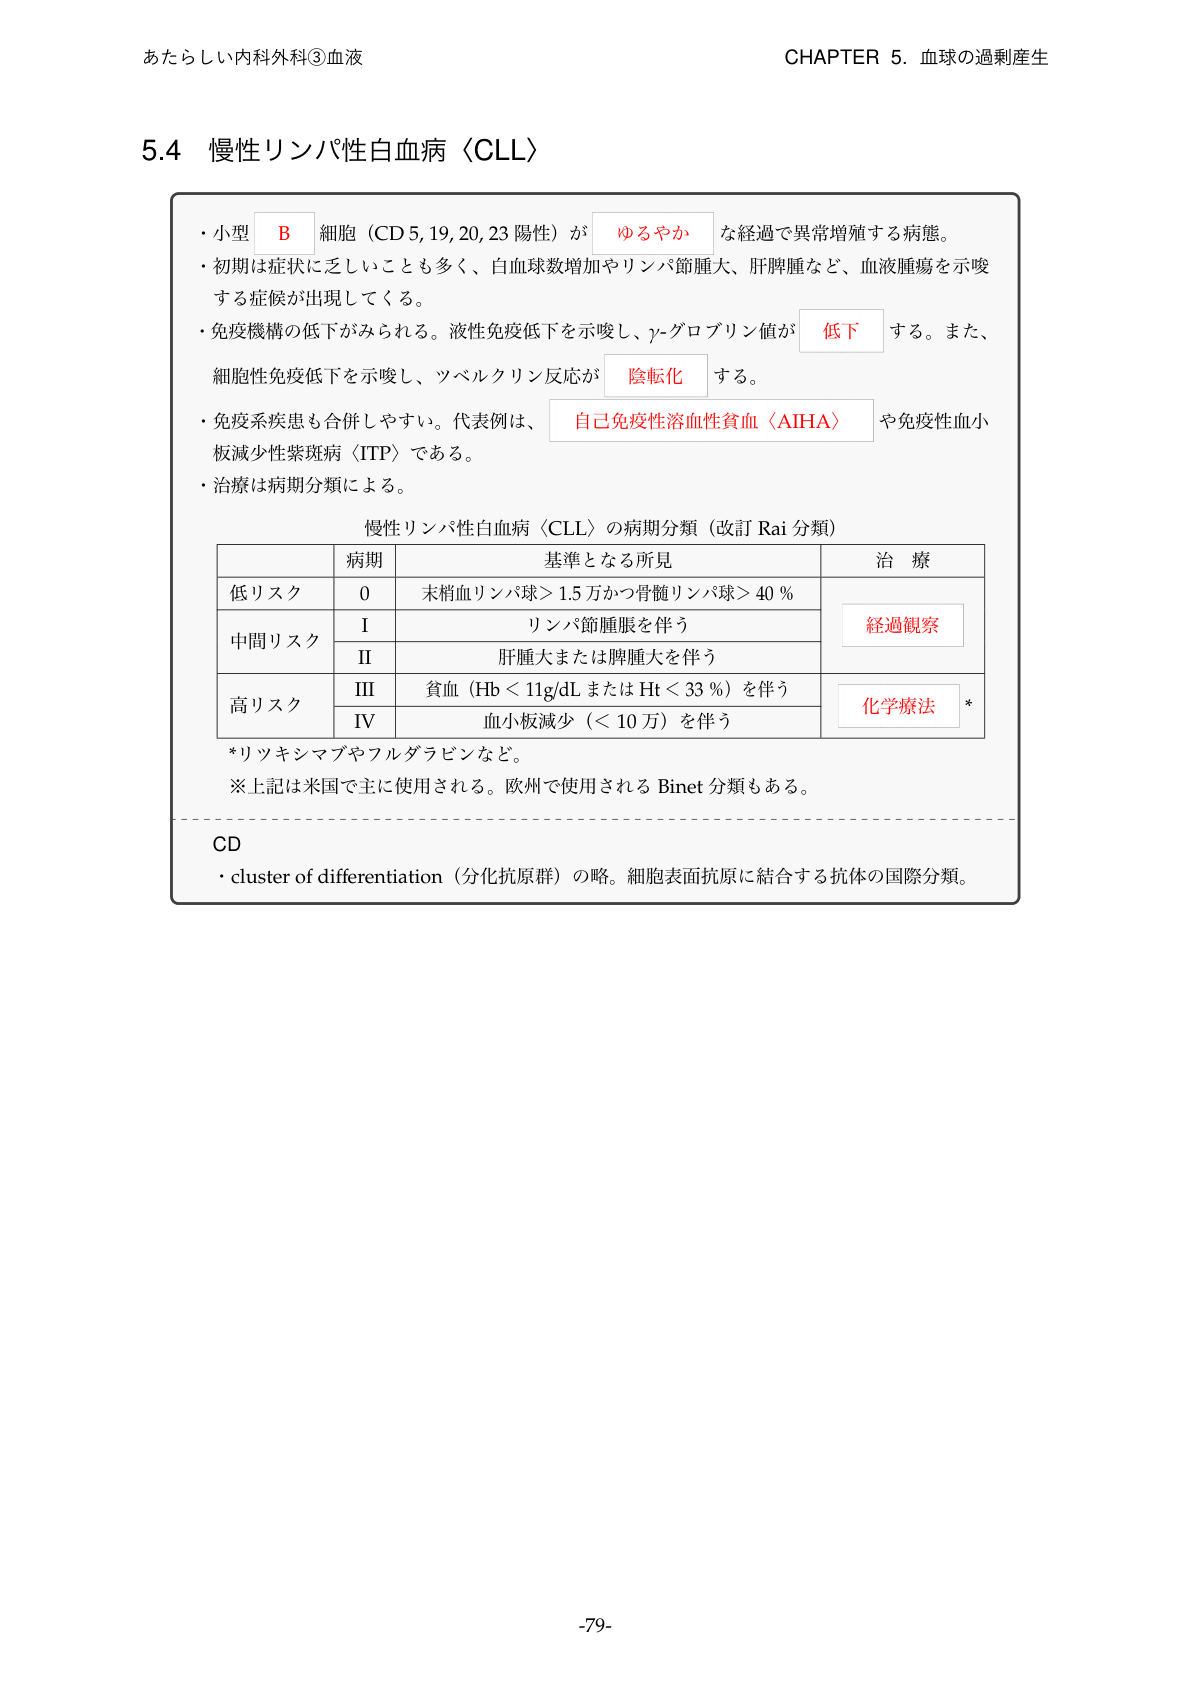 あたらしい内科外科③血液
CHAPTER 5. 血球の過剰産生
5.4 慢性リンパ性白血病〈CLL〉
・小型 B 細胞（CD 5, 19, 20, 23 陽性）が ゆるやか な経過で異常増殖する病態。
・初期は症状に乏しいことも多く、白血球数増加やリンパ節腫大、肝脾腫など、血液腫瘍を示唆
する症候が出現してくる。
・免疫機構の低下がみられる。液性免疫低下を示唆し、γ-グロブリン値が 低下 する。また、
細胞性免疫低下を示唆し、ツベルクリン反応が 陰転化 する。
・免疫系疾患も合併しやすい。代表例は、 自己免疫性溶血性貧血〈AIHA〉 や免疫性血小
板減少性紫斑病〈ITP〉である。
・治療は病期分類による。
慢性リンパ性白血病〈CLL〉の病期分類（改訂 Rai 分類）
病期 基準となる所見 治 療
低リスク 0 末梢血リンパ球＞ 1.5 万かつ骨髄リンパ球＞ 40 %
経過観察
中間リスク I リンパ節腫脹を伴う
II 肝腫大または脾腫大を伴う
高リスク III 貧血（Hb ＜ 11g/dL または Ht ＜ 33 %）を伴う
化学療法 *
IV 血小板減少（＜ 10 万）を伴う
*リツキシマブやフルダラビンなど。
※上記は米国で主に使用される。欧州で使用される Binet 分類もある。
CD
・cluster of differentiation（分化抗原群）の略。細胞表面抗原に結合する抗体の国際分類。
-79-